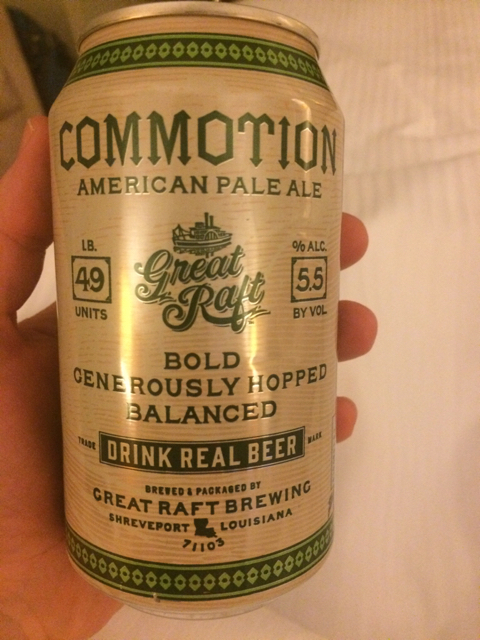 COMMOTION
AMERICAN PALE ALE
I.B.
49
UNITS
Great
Raft
% ALC.
5.5
BY VOL.
BOLD
GENEROUSLY HOPPED
BALANCED
TRADE DRINK REAL BEER MARK
BREWED & PACKAGED BY
GREAT RAFT BREWING
SHREVEPORT LOUISIANA
71103